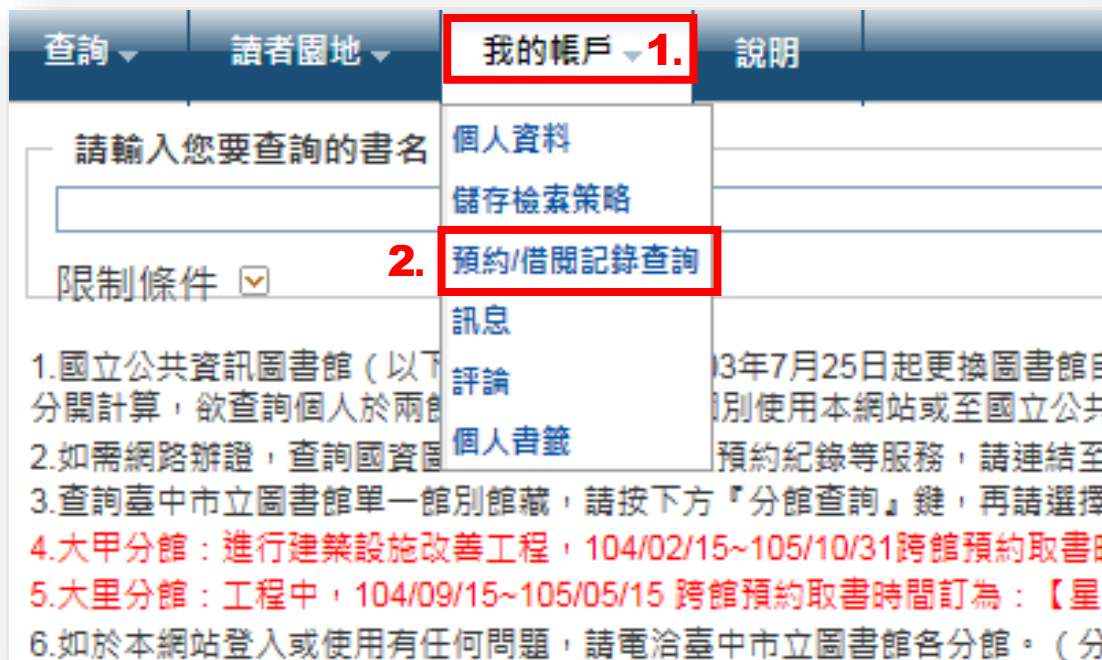 查詢 讀者園地 我的帳戶 1. 說明
請輸入您要查詢的書名
個人資料
儲存檢索策略
2. 預約/借閱記錄查詢
限制條件
訊息
評論
個人書籤
1.國立公共資訊圖書館(以下 03年7月25日起更換圖書館自
分開計算,欲查詢個人於兩館 別使用本網站或至國立公共
2.如需網路辦證,查詢國資圖 預約紀錄等服務,請連結至
3.查詢臺中市立圖書館單一館別館藏,請按下方『分館查詢』鍵,再請選擇
4.大甲分館:進行建築設施改善工程,104/02/15~105/10/31跨館預約取書時
5.大里分館:工程中,104/09/15~105/05/15 跨館預約取書時間訂為:【星
6.如於本網站登入或使用有任何問題,請電洽臺中市立圖書館各分館。(分